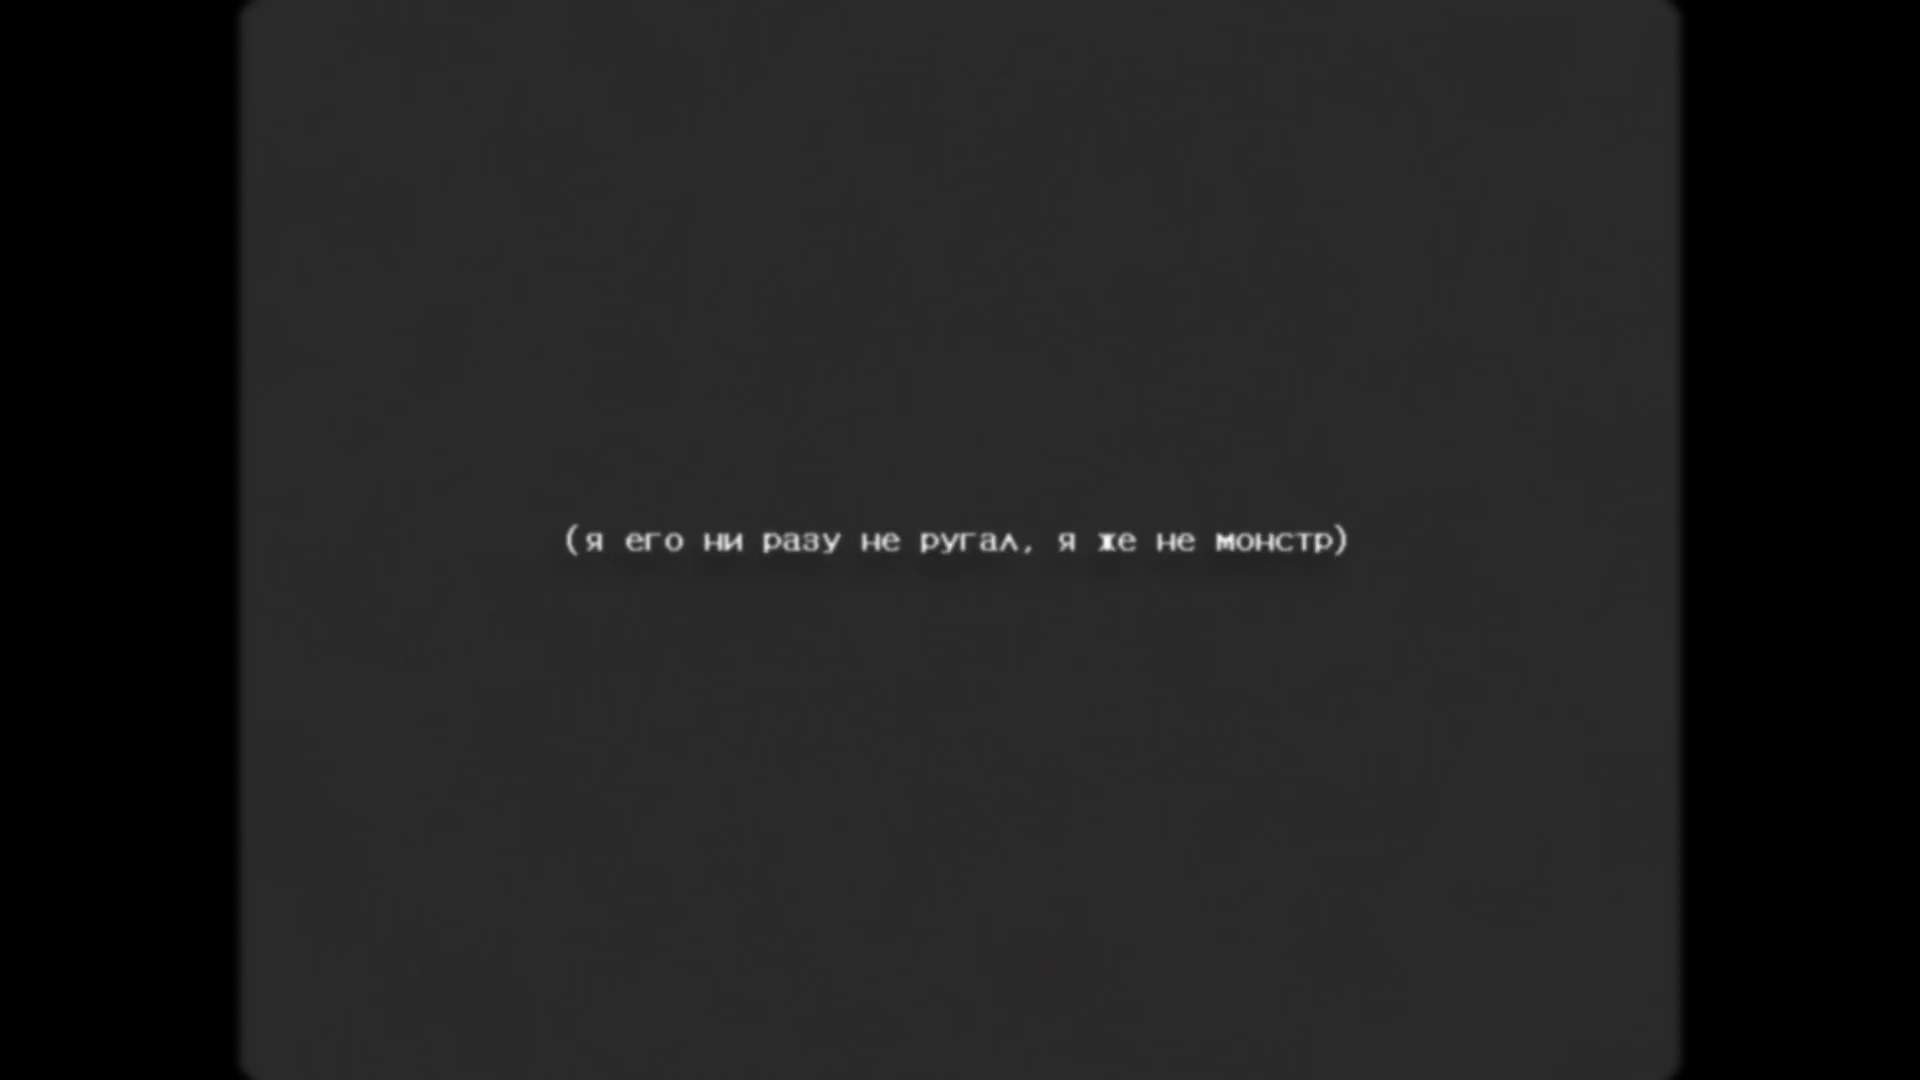 (я его ни разу не ругал, я же не монстр)